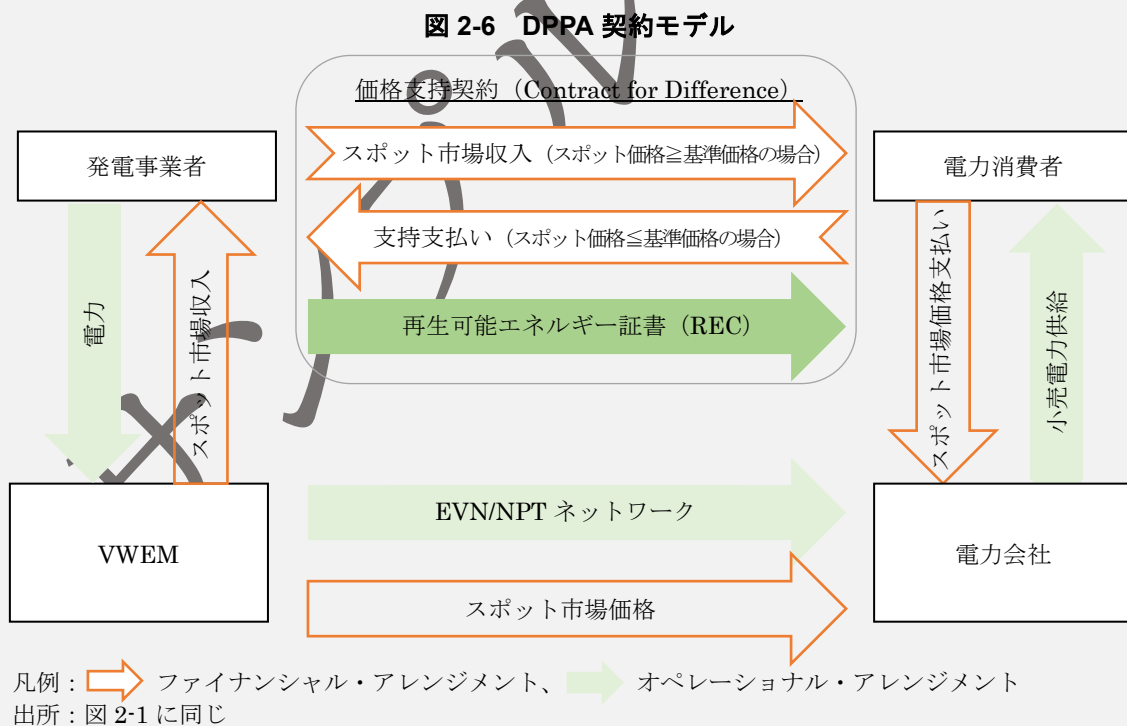 図 2-6 DPPA 契約モデル
価格支持契約（Contract for Difference）
スポット市場収入（スポット価格≧基準価格の場合）
発電事業者
電力消費者
支持支払い（スポット価格≦基準価格の場合）
再生可能エネルギー証書（REC）
電力
スポット市場収入
スポット市場価格支払い
小売電力供給
EVN/NPT ネットワーク
VWEM
電力会社
スポット市場価格
凡例： ファイナンシャル・アレンジメント、 オペレーショナル・アレンジメント
出所：図 2-1 に同じ